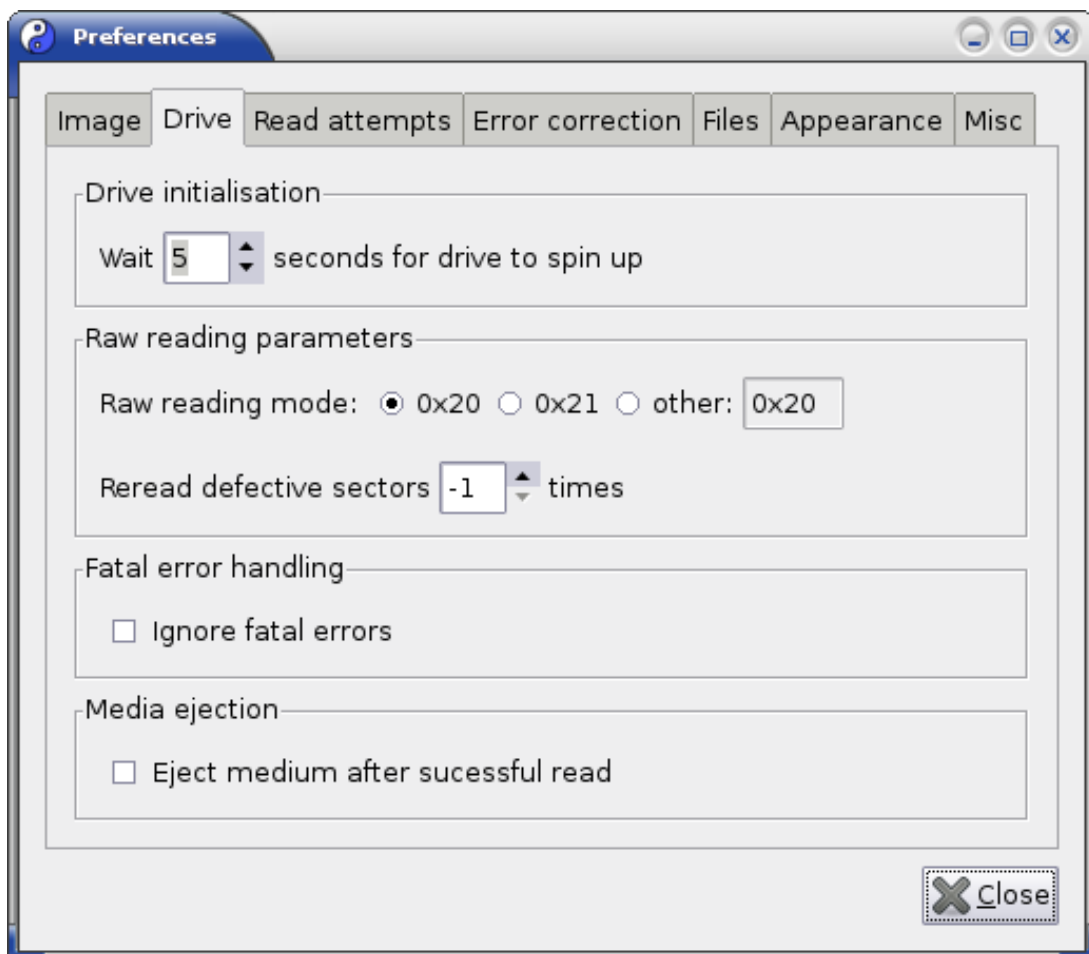 Preferences
Image Drive Read attempts Error correction Files Appearance Misc
Drive initialisation
Wait 5 seconds for drive to spin up
Raw reading parameters
Raw reading mode: 0x20 0x21 other: 0x20
Reread defective sectors -1 times
Fatal error handling
Ignore fatal errors
Media ejection
Eject medium after sucessful read
Close